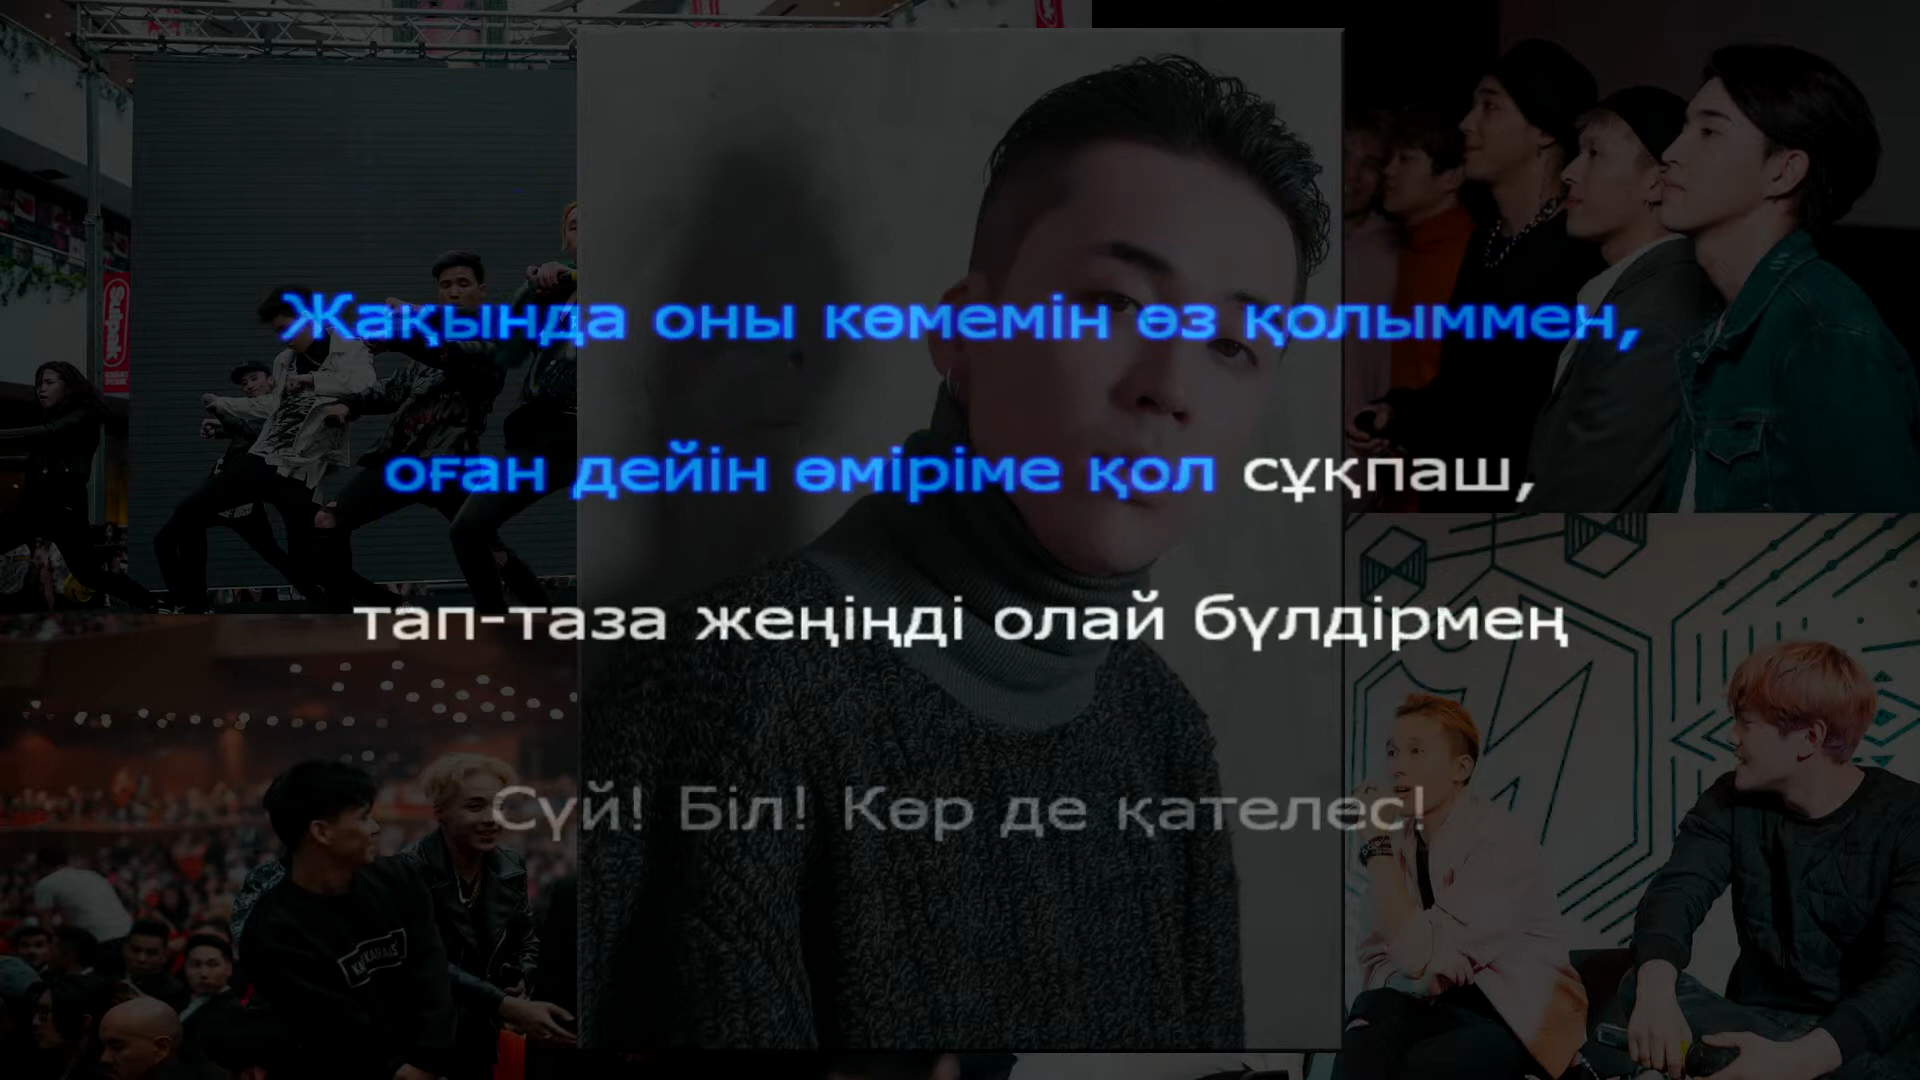 Sulpak
Жақында оны көмемін өз қолыммен,
оған дейін өміріме қол сұқпаш,
тап-таза жеңіңді олай бүлдірмең
Сүй! Біл! Көр де қателес!